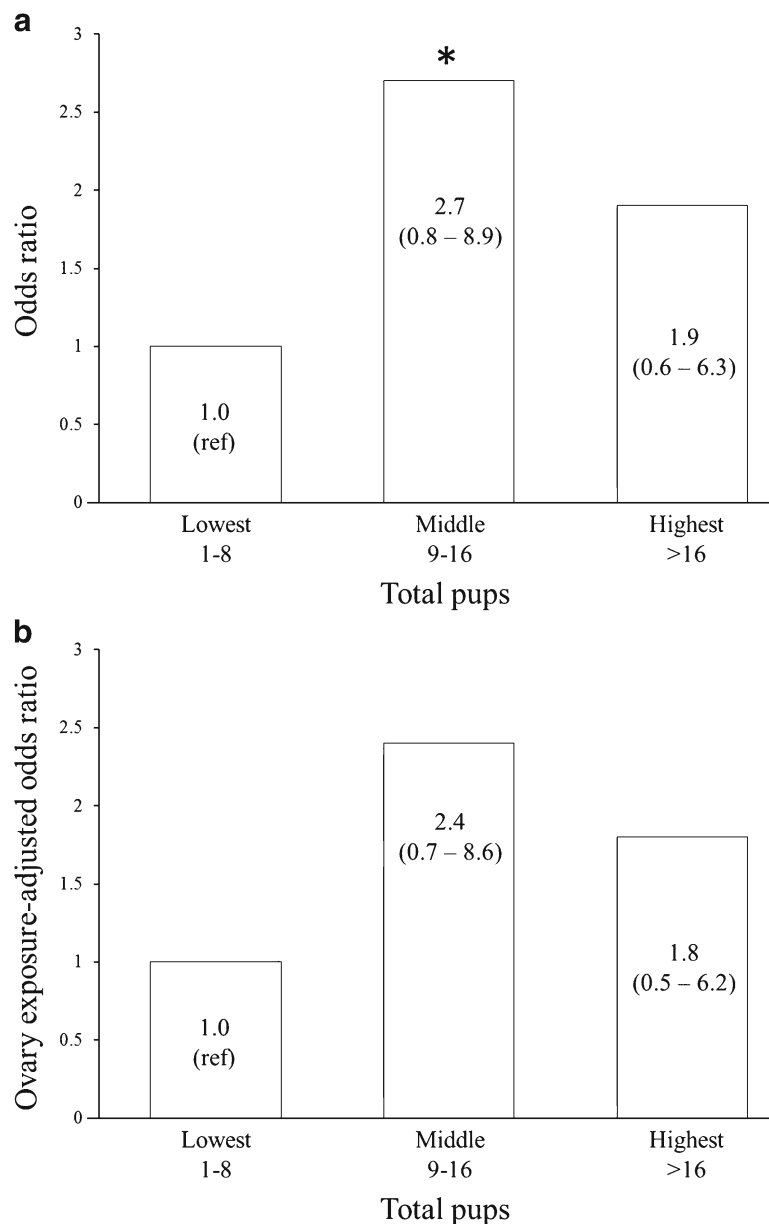 a
Odds ratio
3
2.5
2
1.5
1
0.5
0
*
1.0
(ref)
2.7
(0.8 – 8.9)
1.9
(0.6 – 6.3)
Lowest
1-8
Middle
9-16
Highest
>16
Total pups
b
Ovary exposure-adjusted odds ratio
3
2.5
2
1.5
1
0.5
0
1.0
(ref)
2.4
(0.7 – 8.6)
1.8
(0.5 – 6.2)
Lowest
1-8
Middle
9-16
Highest
>16
Total pups